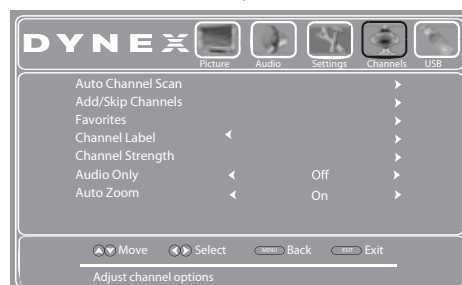 DYNEX
Picture Audio Settings Channels USB
Auto Channel Scan
Add/Skip Channels
Favorites
Channel Label
Channel Strength
Audio Only Off
Auto Zoom On
Move Select MENU Back EXIT Exit
Adjust channel options